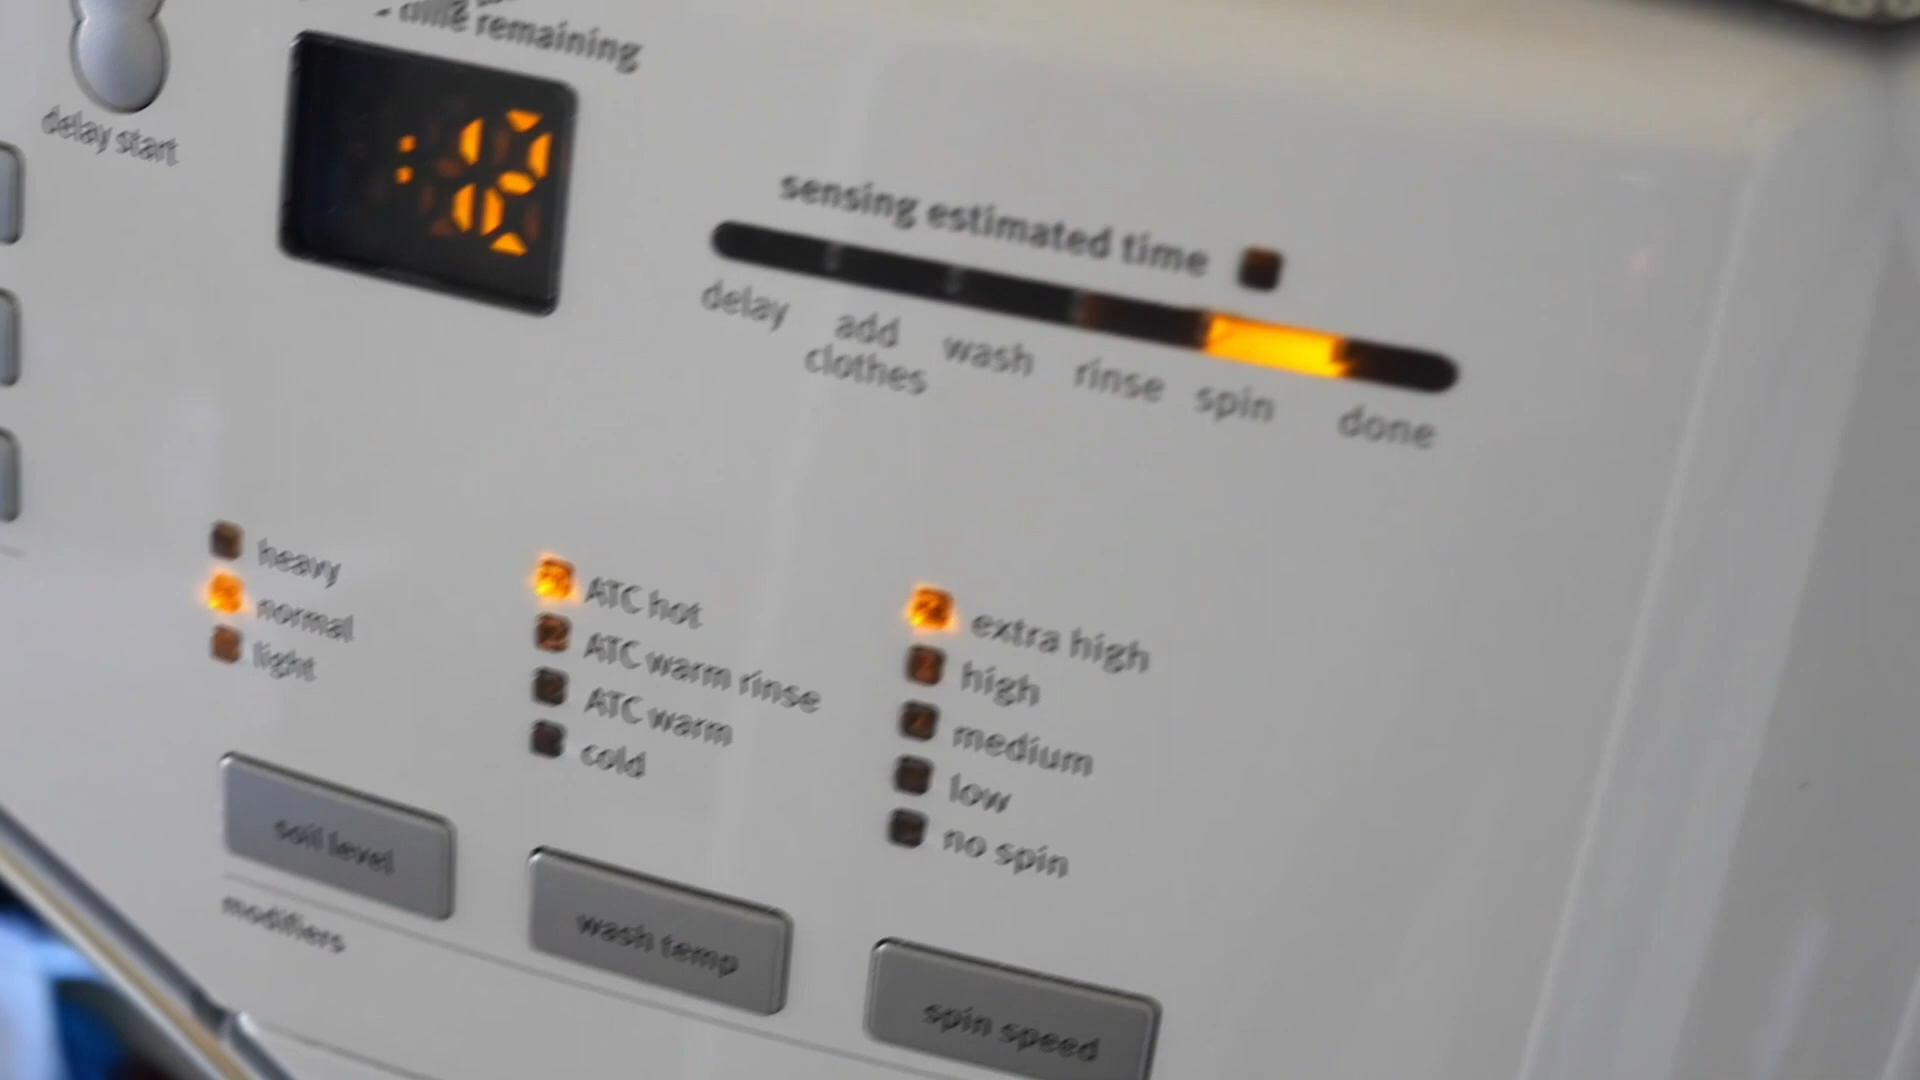 time remaining
delay start
:12
sensing estimated time
delay add clothes wash rinse spin done
heavy
normal
light
ATC hot
ATC warm rinse
ATC warm
cold
extra high
high
medium
low
no spin
soil level
wash temp
spin speed
modifiers